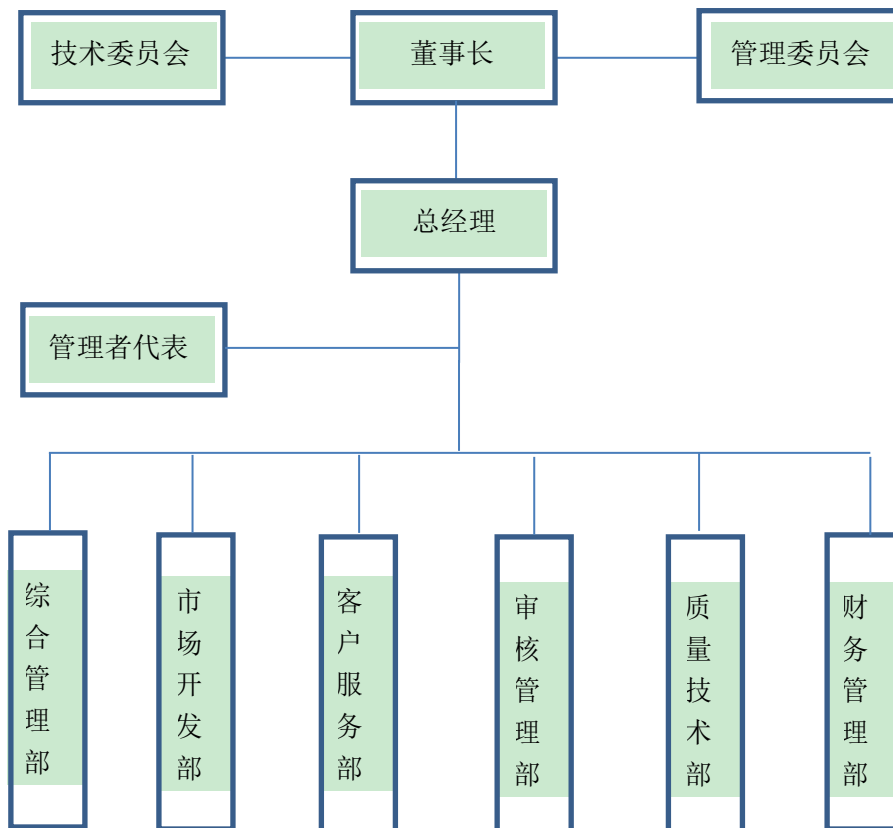 技术委员会
董事长
管理委员会
总经理
管理者代表
综合管理部
市场开发部
客户服务部
审核管理部
质量技术部
财务管理部